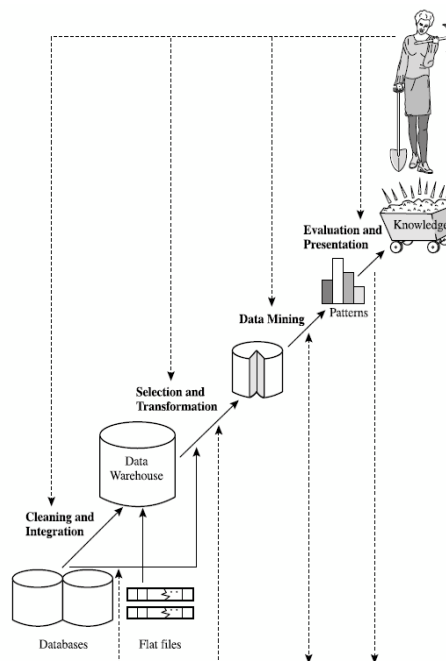 Evaluation and
Presentation
Knowledge
Patterns
Data Mining
Selection and
Transformation
Data
Warehouse
Cleaning and
Integration
Databases
Flat files